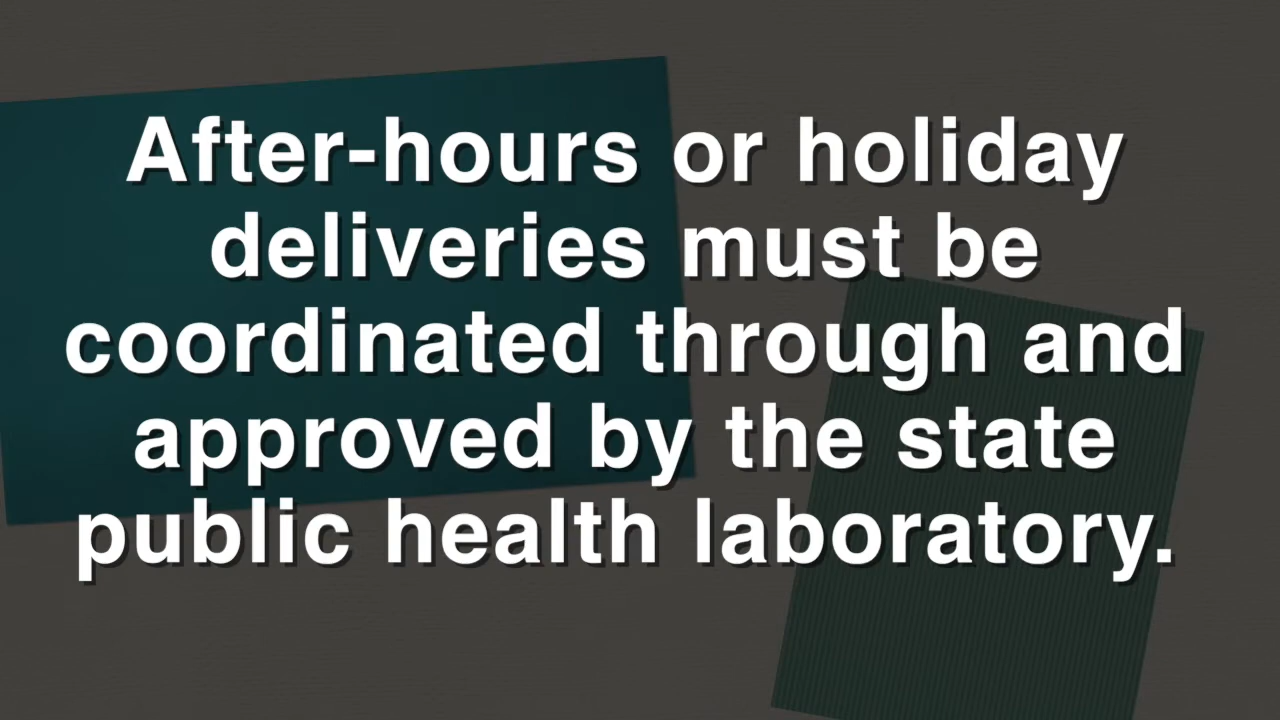 After-hours or holiday
deliveries must be
coordinated through and
approved by the state
public health laboratory.